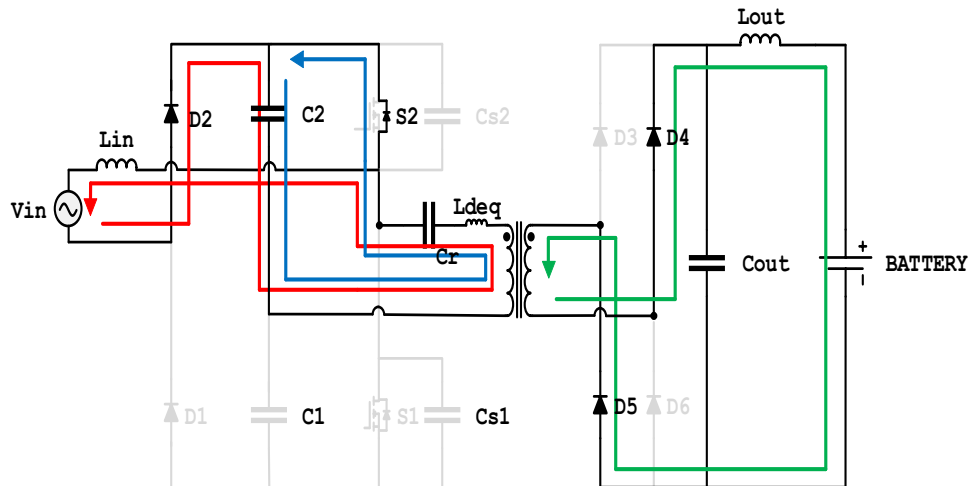 Lout
D2
C2
S2
Cs2
D3
D4
Lin
Vin
Ldeq
Cr
Cout
+
BATTERY
D1
C1
S1
Cs1
D5
D6